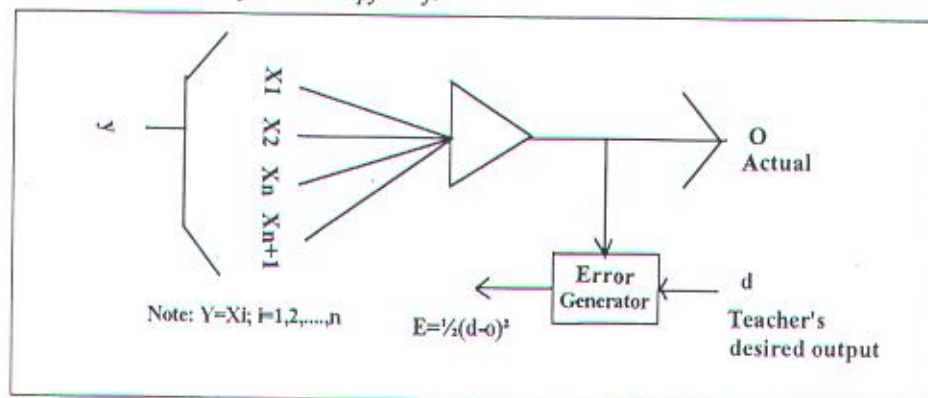 y
X1
X2
Xn
Xn+1
O
Actual
Error
Generator
d
Teacher's
desired output
E=½(d-o)²
Note: Y=Xi; i=1,2,....,n